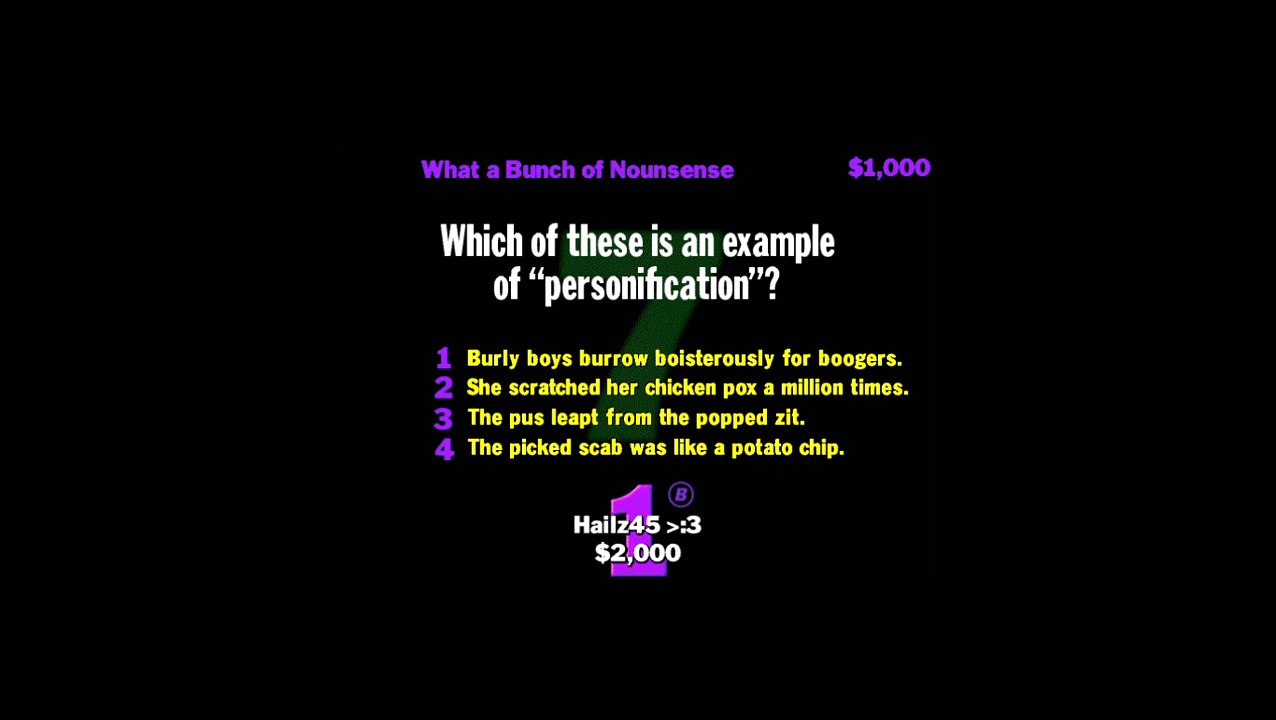 What a Bunch of Nounsense $1,000
7
Which of these is an example
of “personification”?
1 Burly boys burrow boisterously for boogers.
2 She scratched her chicken pox a million times.
3 The pus leapt from the popped zit.
4 The picked scab was like a potato chip.
1 B
Hailz45 >:3
$2,000